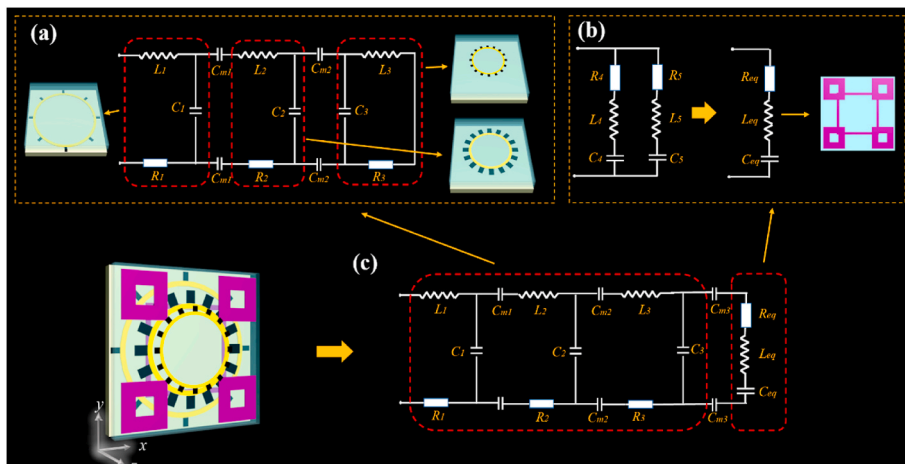 (a)
L1 Cm1 L2 Cm2 L3
C1 C2 C3
R1 Cm1 R2 Cm2 R3
(b)
R4 R5 Req
L4 L5 Leq
C4 C5 Ceq
(c)
L1 Cm1 L2 Cm2 L3 Cm3
Req
C1 C2 C3 Leq
Ceq
R1 R2 Cm2 R3 Cm3
y
x